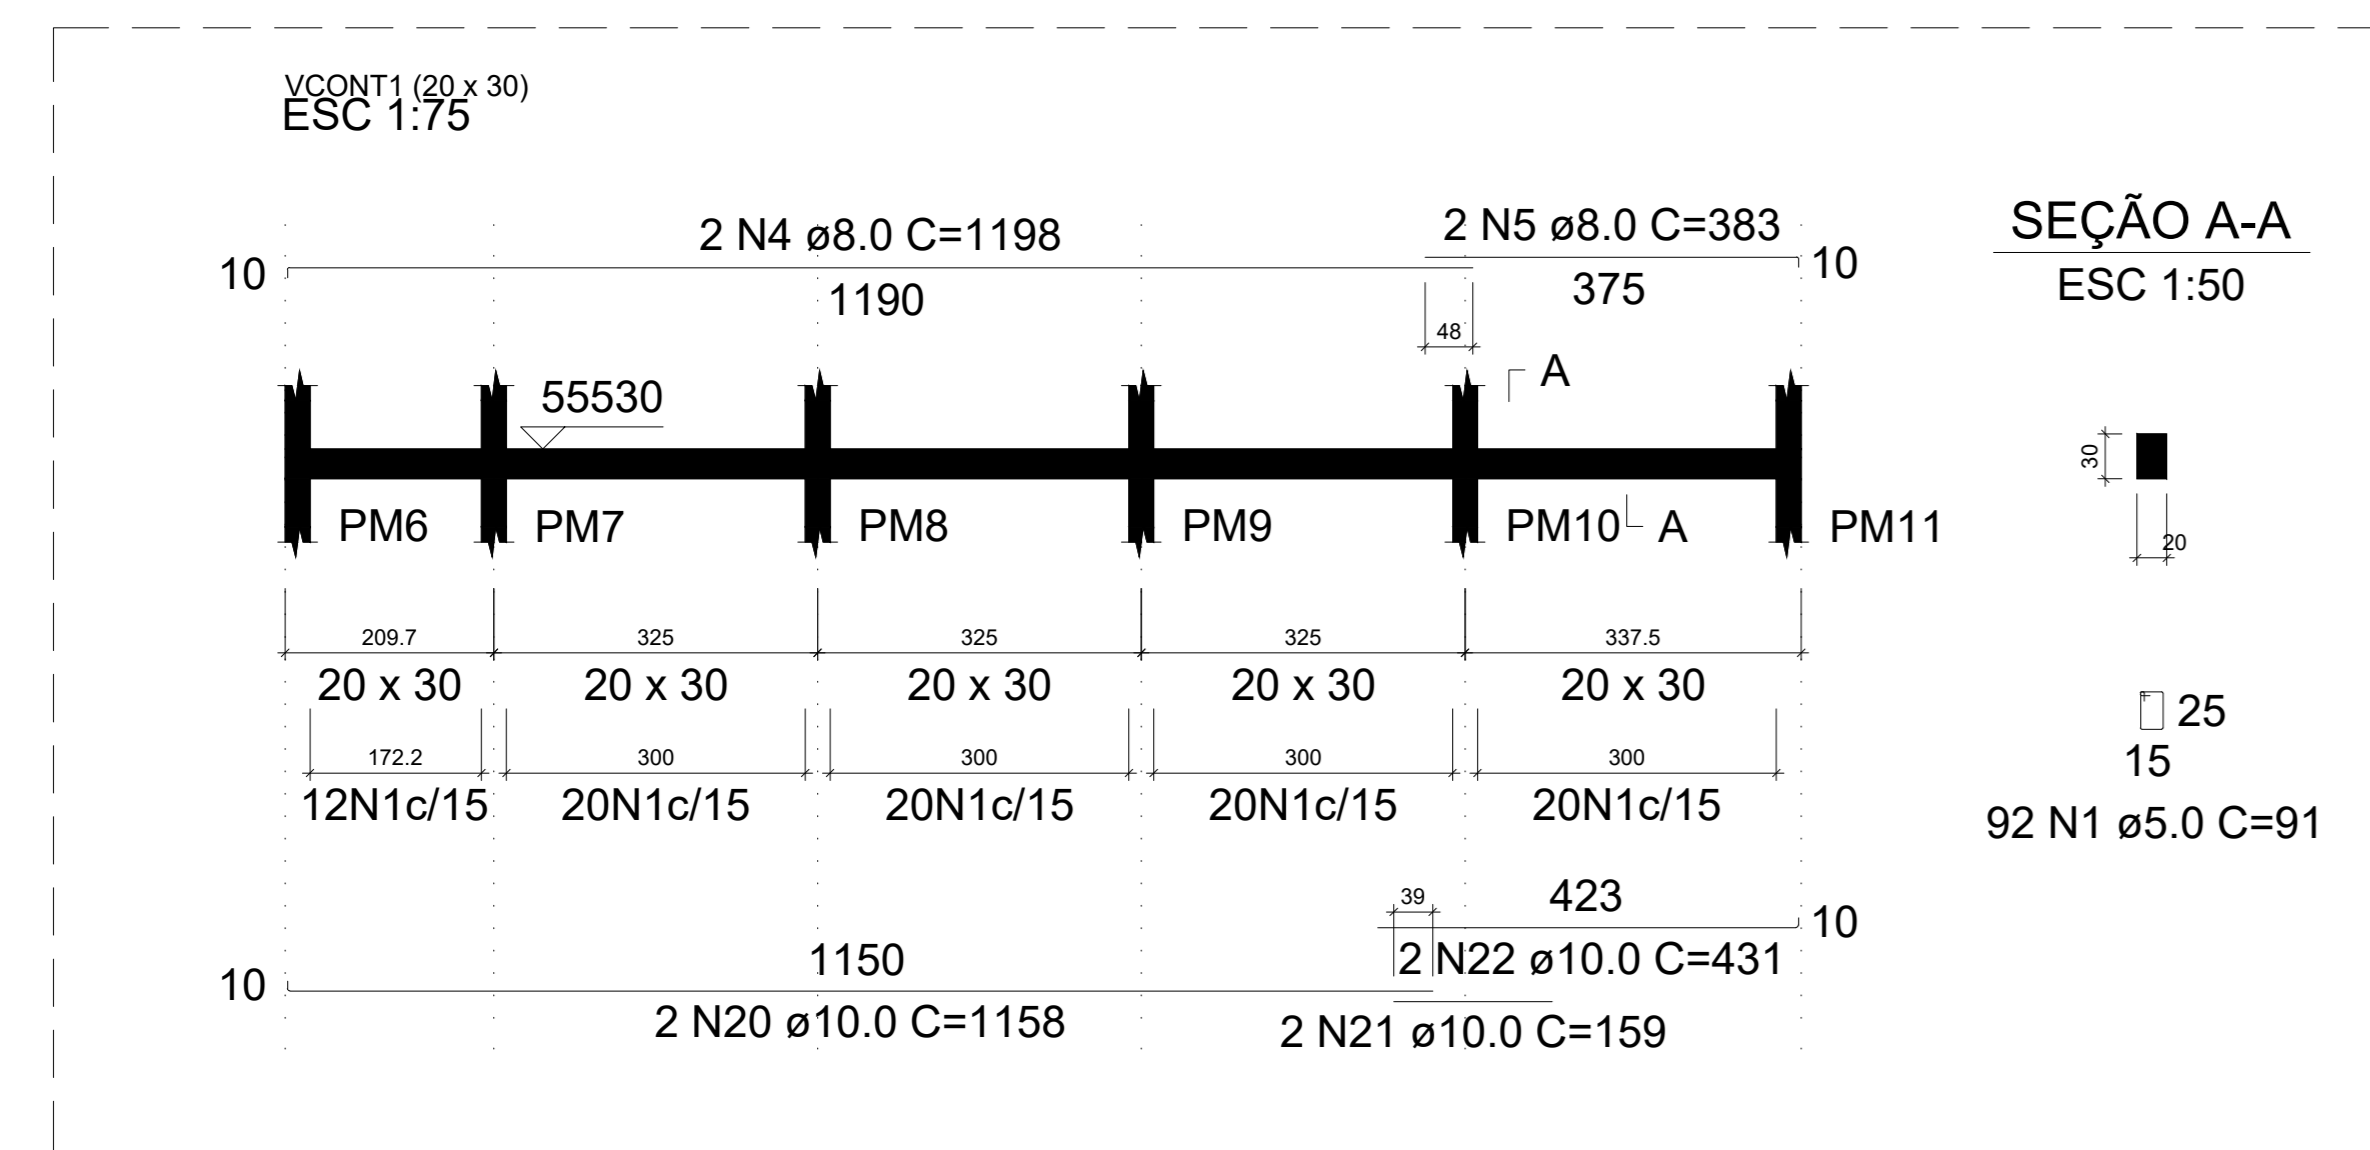 VCONT1 (20 x 30)
ESC 1:75
2 N4 ø8.0 C=1198
2 N5 ø8.0 C=383
10
1190
375
10
48
SEÇÃO A-A
ESC 1:50
A
55530
PM6
PM7
PM8
PM9
PM10
A
PM11
30
20
209.7
325
325
325
337.5
20 x 30
20 x 30
20 x 30
20 x 30
20 x 30
172.2
300
300
300
300
12N1c/15
20N1c/15
20N1c/15
20N1c/15
20N1c/15
25
15
92 N1 ø5.0 C=91
39
423
10
2 N22 ø10.0 C=431
1150
10
2 N20 ø10.0 C=1158
2 N21 ø10.0 C=159